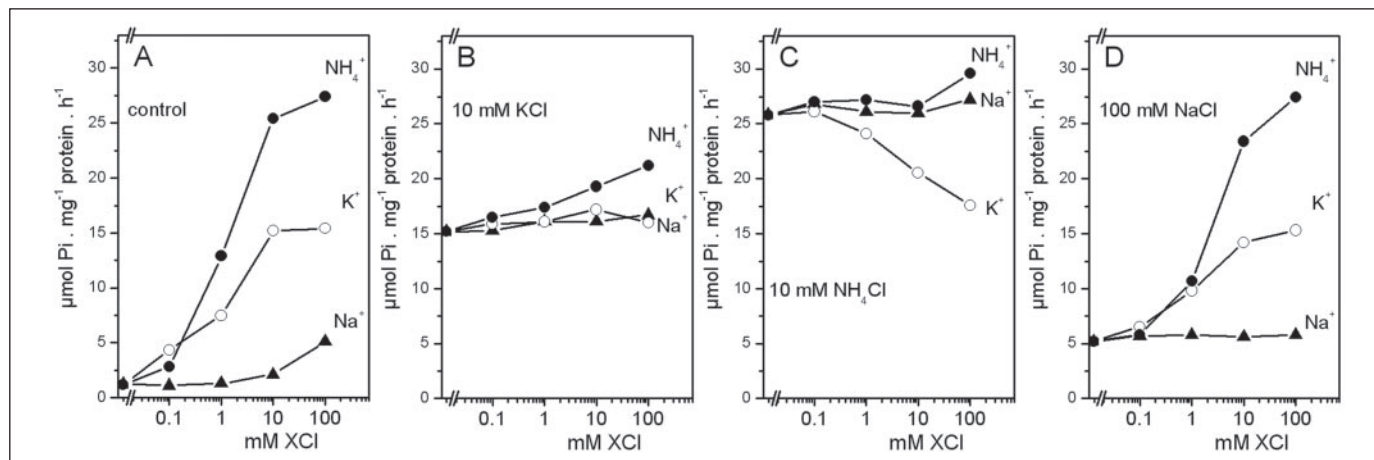 A
control
NH₄⁺
K⁺
Na⁺
µmol Pi . mg⁻¹ protein . h⁻¹
30
25
20
15
10
5
0
0.1 1 10 100
mM XCl
B
10 mM KCl
NH₄⁺
K⁺
Na⁺
µmol Pi . mg⁻¹ protein . h⁻¹
30
25
20
15
10
5
0
0.1 1 10 100
mM XCl
C
NH₄⁺
Na⁺
K⁺
10 mM NH₄Cl
µmol Pi . mg⁻¹ protein . h⁻¹
30
25
20
15
10
5
0
0.1 1 10 100
mM XCl
D
NH₄⁺
100 mM NaCl
K⁺
Na⁺
µmol Pi . mg⁻¹ protein . h⁻¹
30
25
20
15
10
5
0
0.1 1 10 100
mM XCl